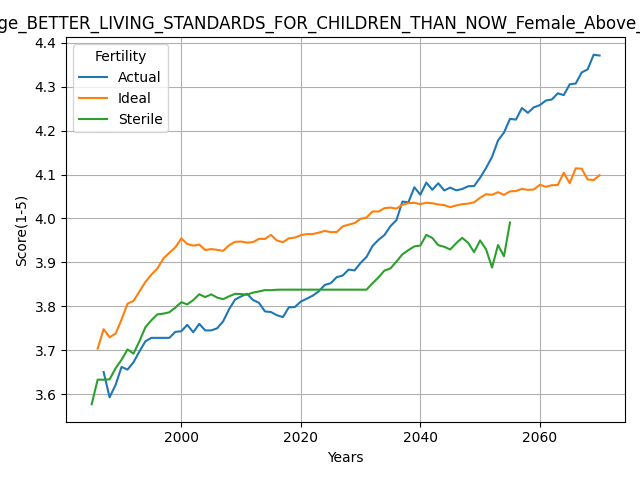 ge_BETTER_LIVING_STANDARDS_FOR_CHILDREN_THAN_NOW_Female_Above_
4.4
4.3
4.2
4.1
4.0
3.9
3.8
3.7
3.6
Score(1-5)
Fertility
Actual
Ideal
Sterile
2000
2020
2040
2060
Years